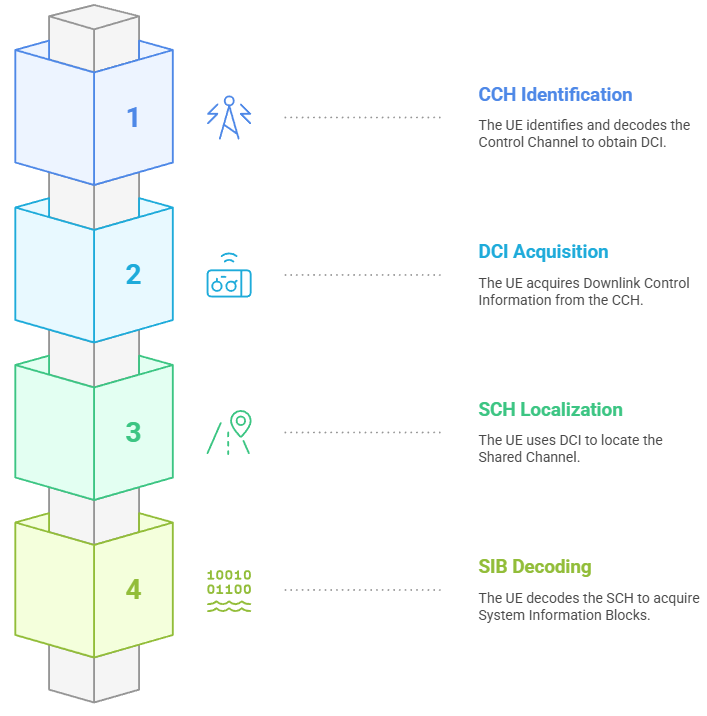 1
CCH Identification
The UE identifies and decodes the
Control Channel to obtain DCI.
2
DCI Acquisition
The UE acquires Downlink Control
Information from the CCH.
3
SCH Localization
The UE uses DCI to locate the
Shared Channel.
4
10010
01100
SIB Decoding
The UE decodes the SCH to acquire
System Information Blocks.